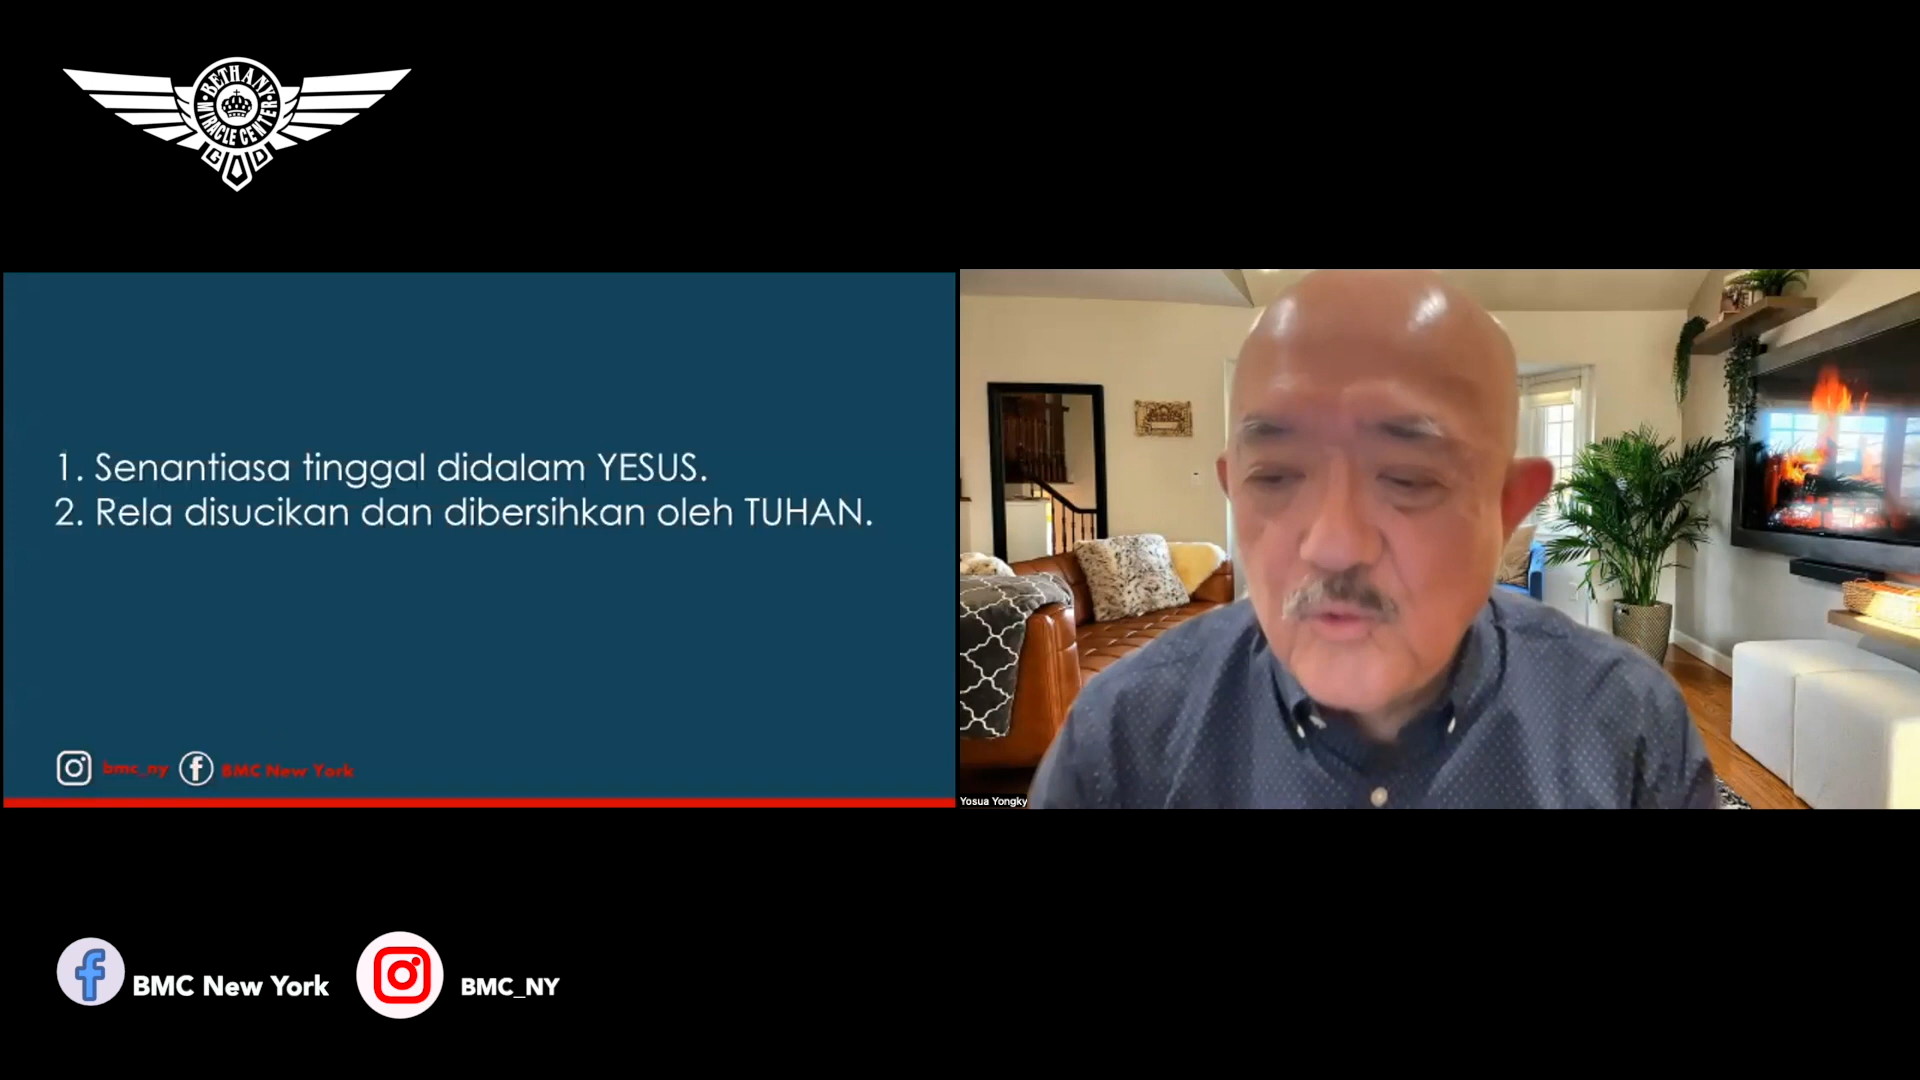 BETHANY
MIRACLE CENTER
1. Senantiasa tinggal didalam YESUS.
2. Rela disucikan dan dibersihkan oleh TUHAN.
bmc_ny BMC New York
Yosua Yongky
BMC New York BMC_NY